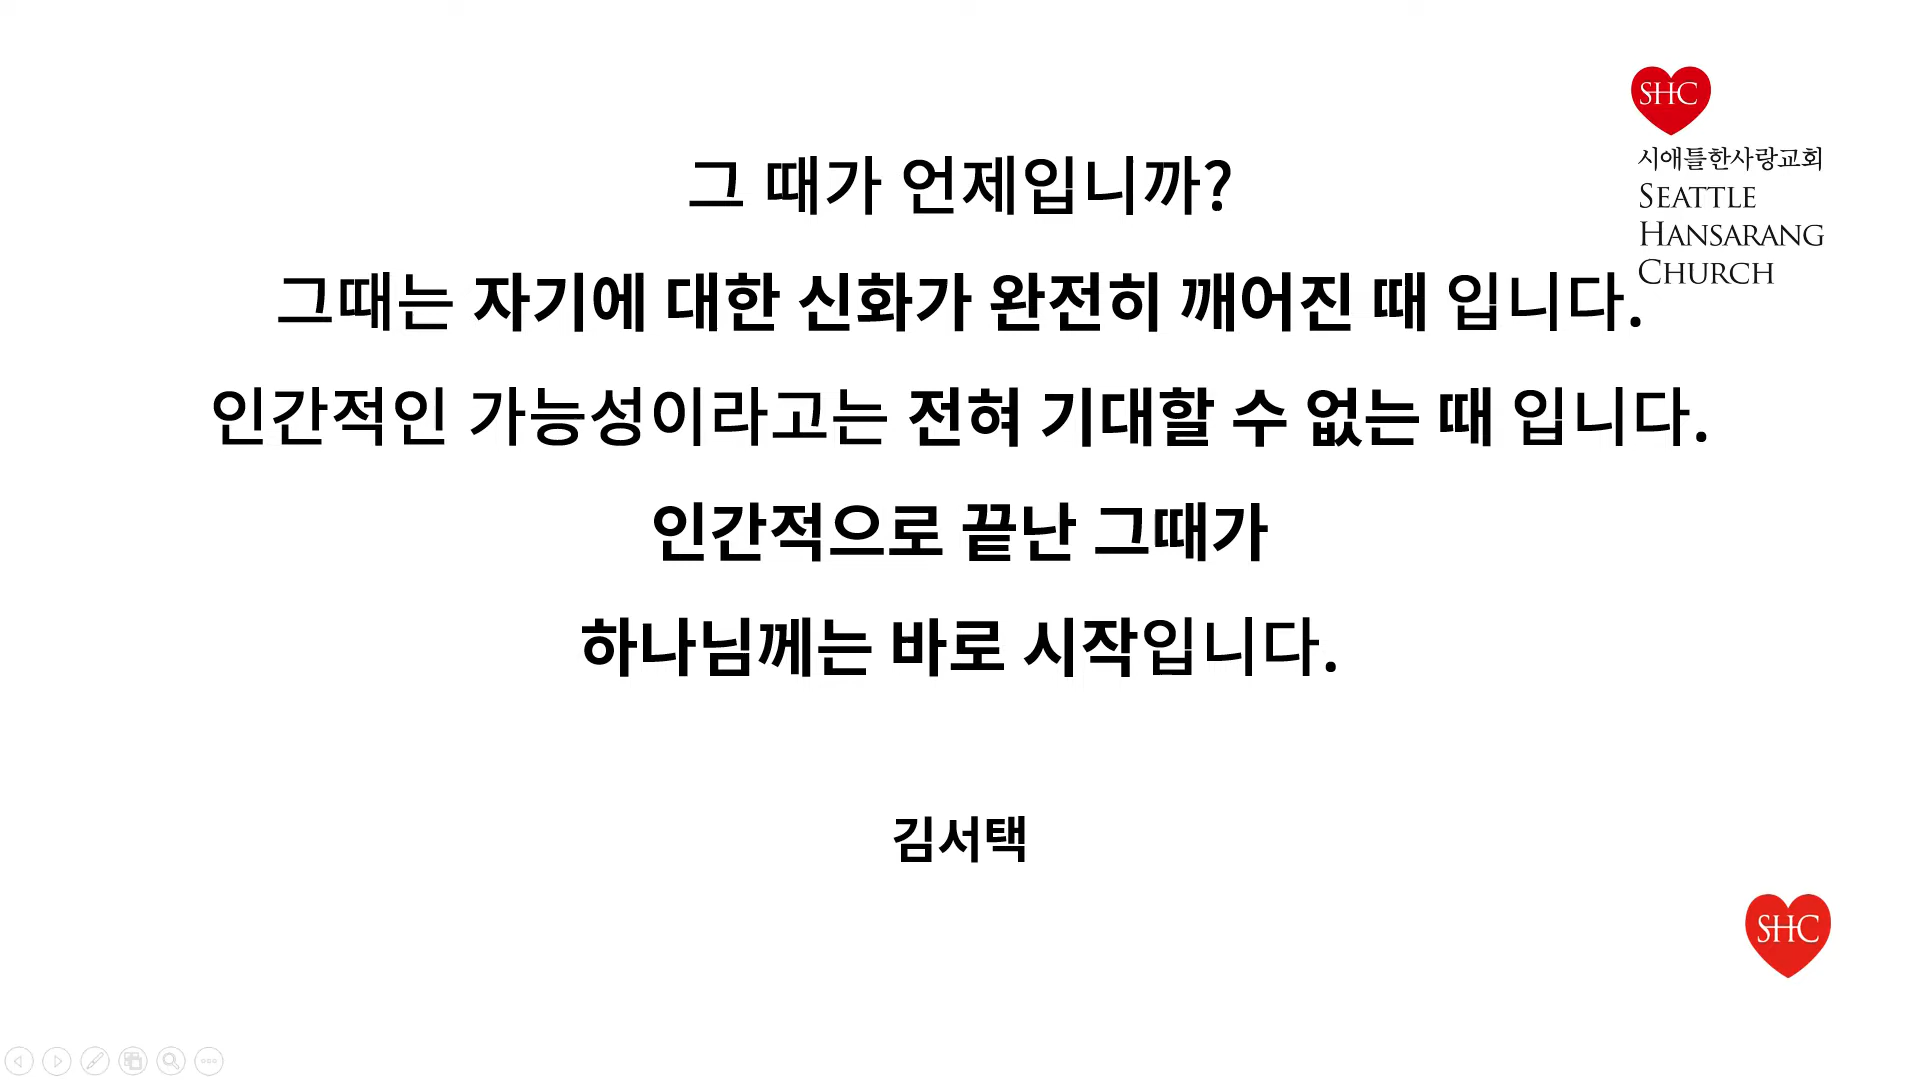 그 때가 언제입니까?
그때는 자기에 대한 신화가 완전히 깨어진 때 입니다.
인간적인 가능성이라고는 전혀 기대할 수 없는 때 입니다.
인간적으로 끝난 그때가
하나님께는 바로 시작입니다.
김서택
SHC
시애틀한사랑교회
SEATTLE
HANSARANG
CHURCH
SHC